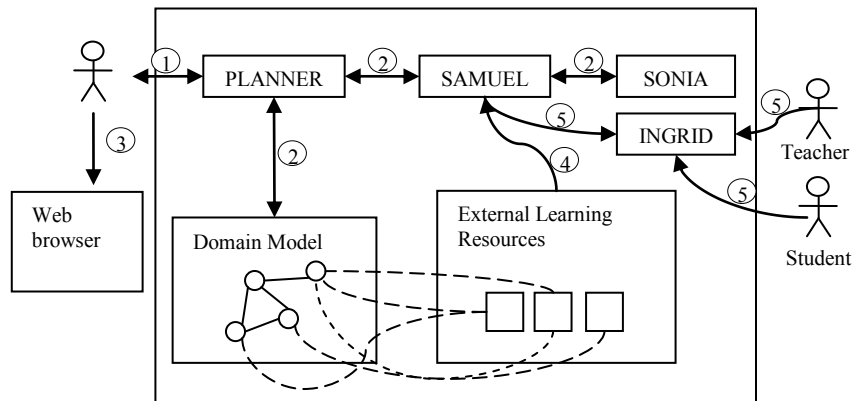 1
PLANNER
2
SAMUEL
2
SONIA
5
INGRID
5
Teacher
3
2
4
5
Student
Web
browser
Domain Model
External Learning
Resources